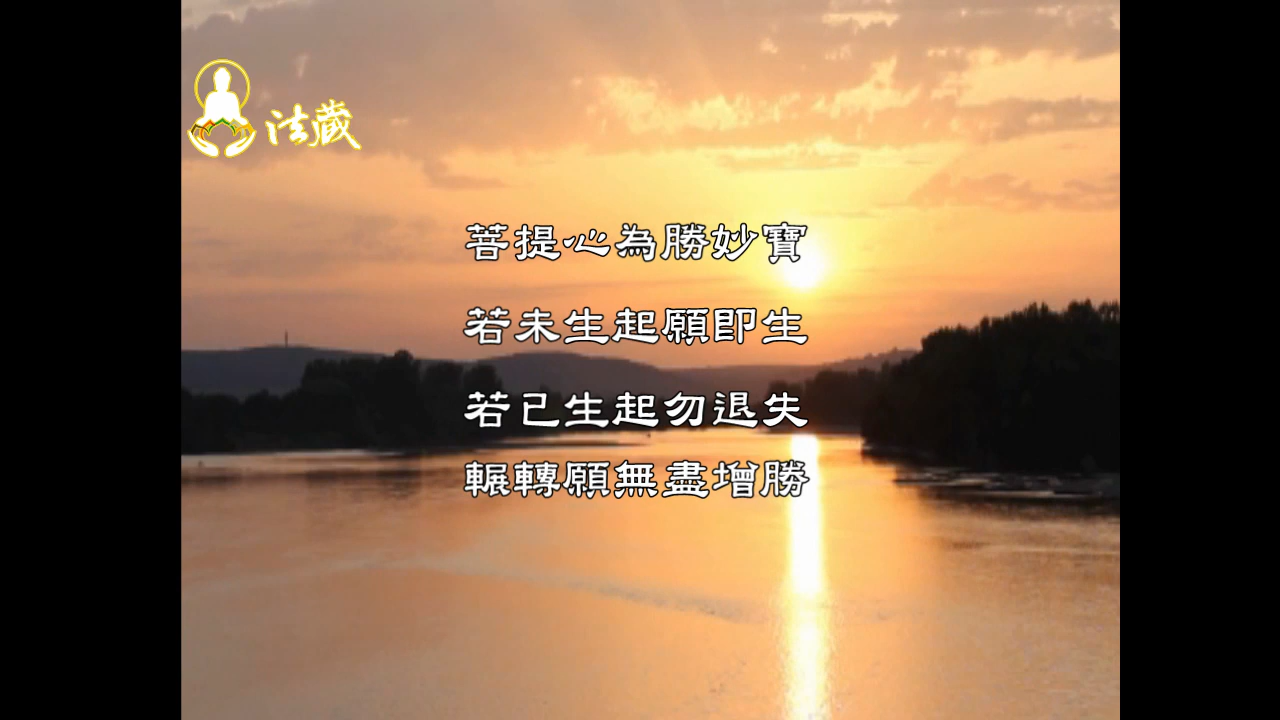 法藏
菩提心為勝妙寶
若未生起願即生
若已生起勿退失
輾轉願無盡增勝